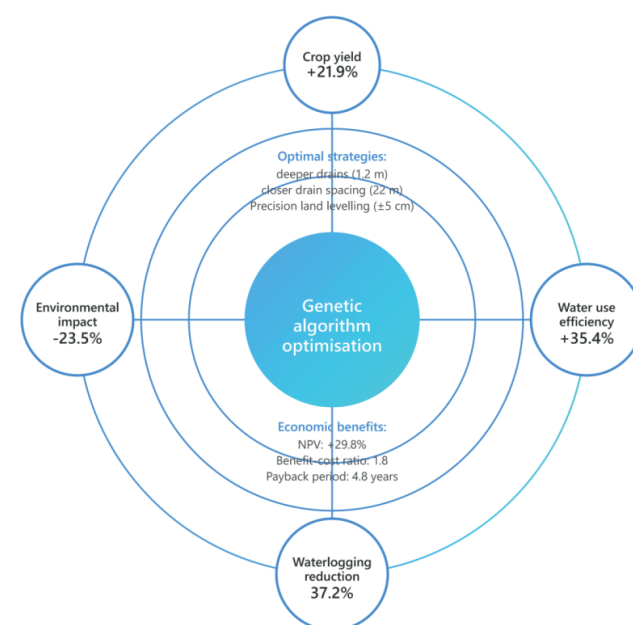 Crop yield
+21.9%
Optimal strategies:
deeper drains (1.2 m)
closer drain spacing (22 m)
Precision land levelling (±5 cm)
Environmental
impact
-23.5%
Genetic
algorithm
optimisation
Water use
efficiency
+35.4%
Economic benefits:
NPV: +29.8%
Benefit-cost ratio: 1.8
Payback period: 4.8 years
Waterlogging
reduction
37.2%